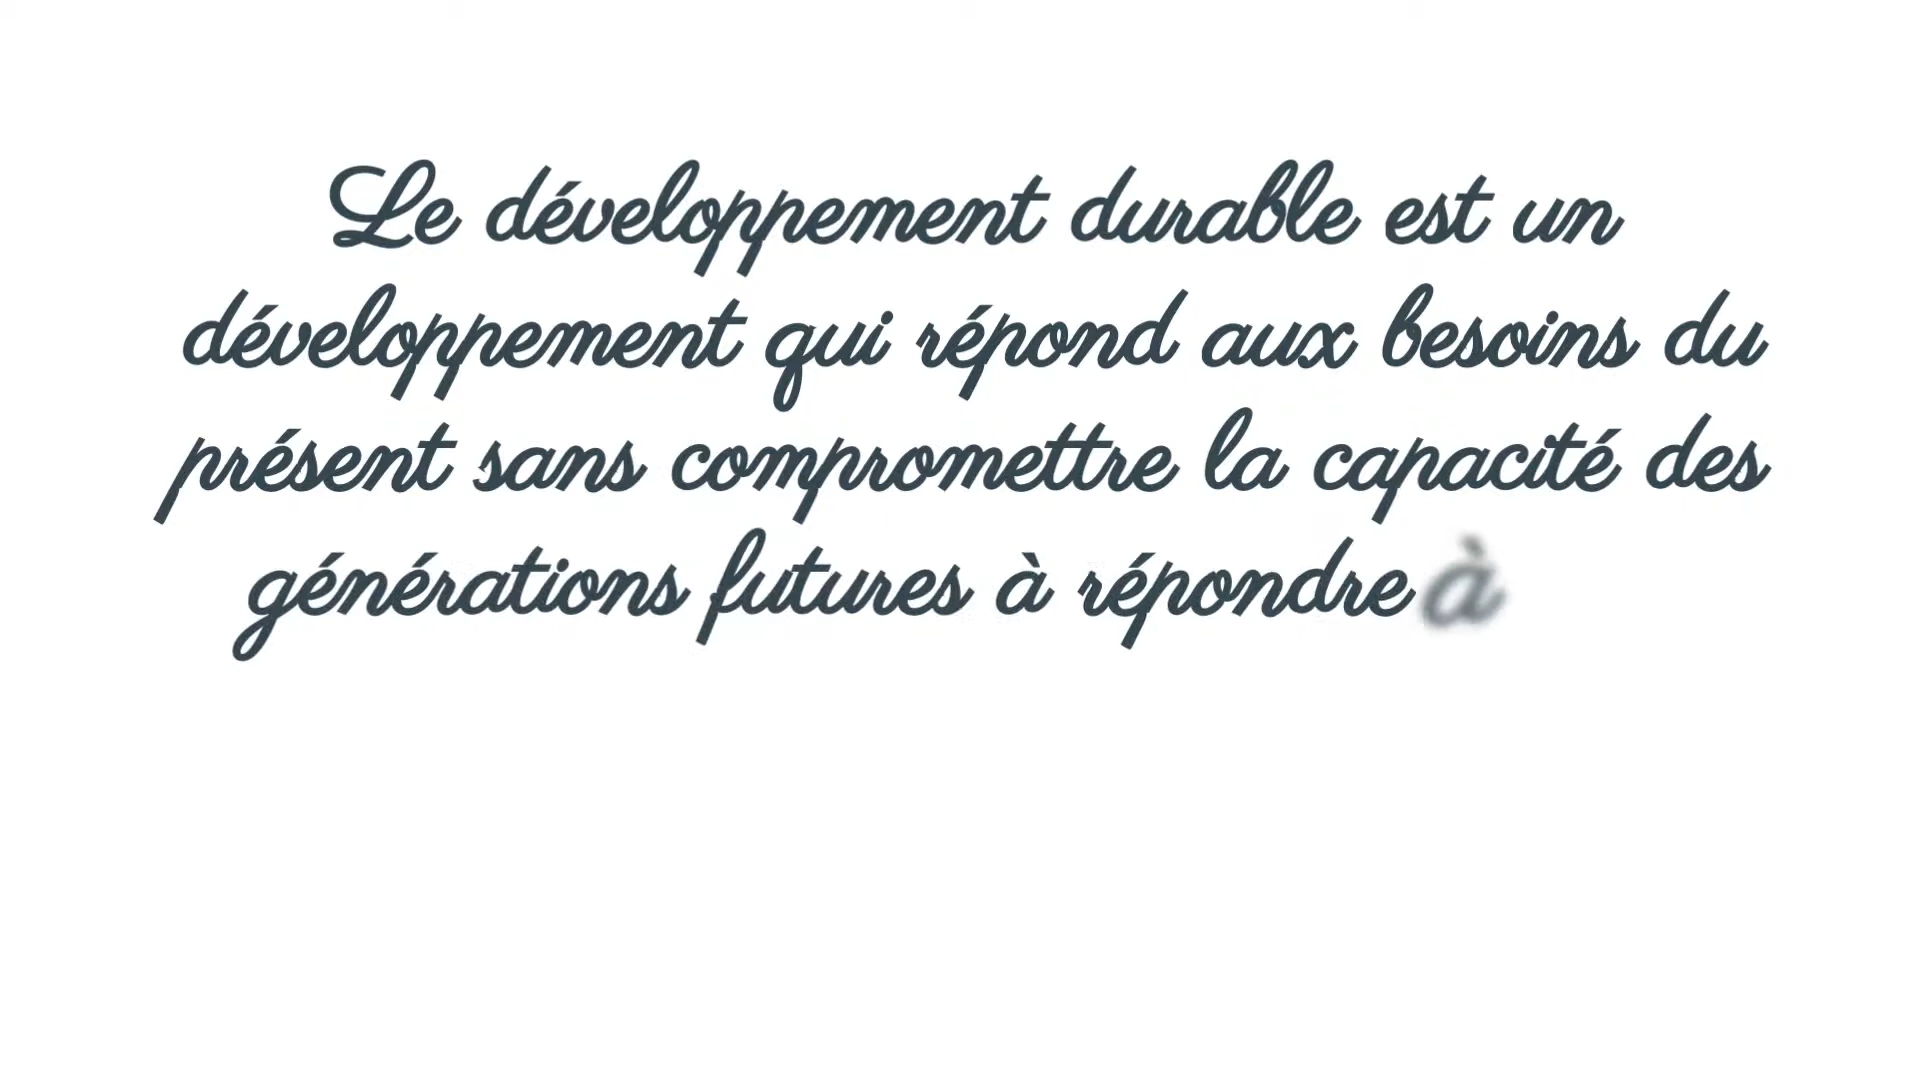 Le développement durable est un
développement qui répond aux besoins du
présent sans compromettre la capacité des
générations futures à répondre à